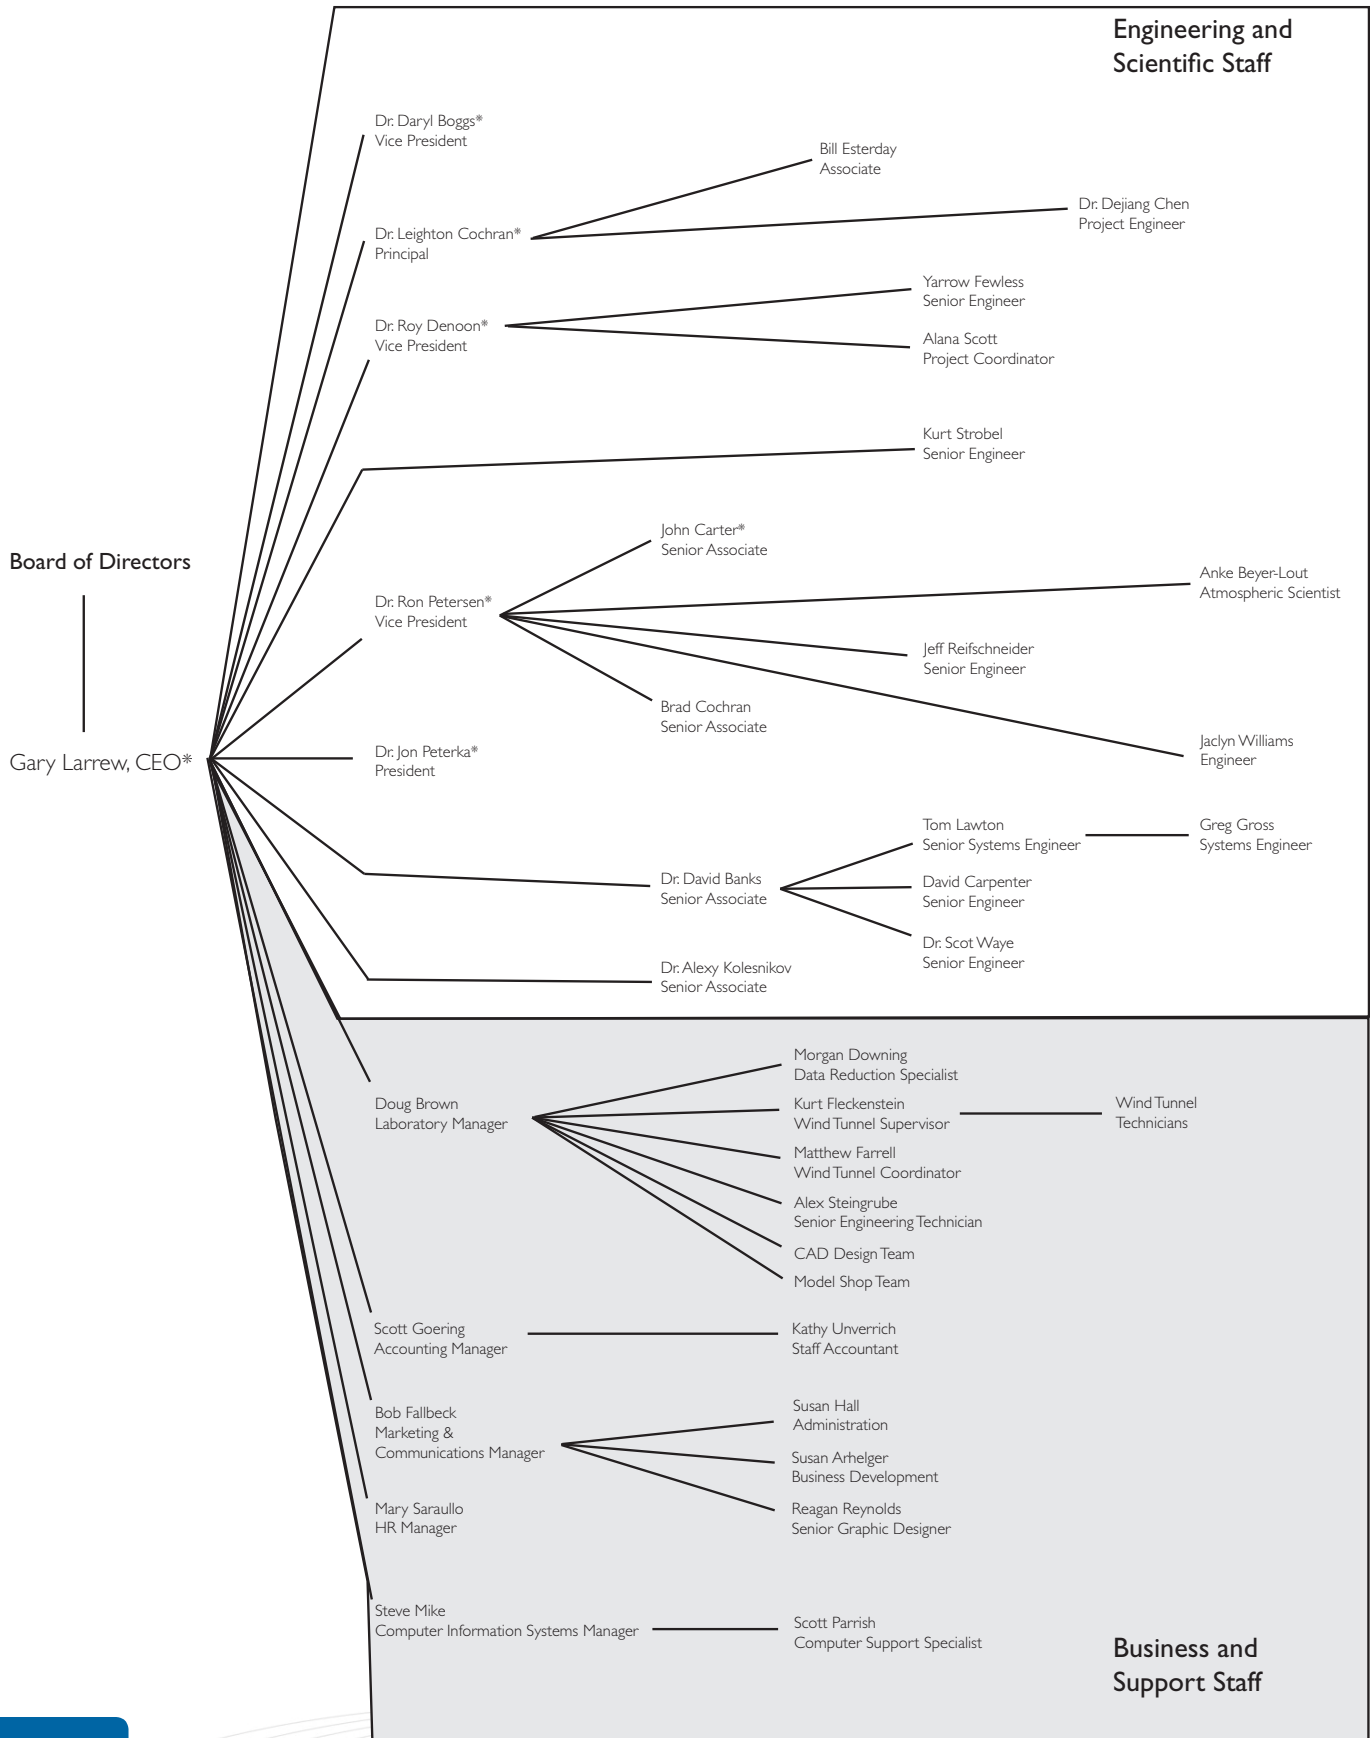 Engineering and
Scientific Staff
Dr. Daryl Boggs*
Vice President
Bill Esterday
Associate
Dr. Dejiang Chen
Project Engineer
Dr. Leighton Cochran*
Principal
Yarrow Fewless
Senior Engineer
Dr. Roy Denoon*
Vice President
Alana Scott
Project Coordinator
Kurt Strobel
Senior Engineer
John Carter*
Senior Associate
Board of Directors
Anke Beyer-Lout
Atmospheric Scientist
Dr. Ron Petersen*
Vice President
Jeff Reifschneider
Senior Engineer
Brad Cochran
Senior Associate
Jaclyn Williams
Engineer
Gary Larrew, CEO*
Dr. Jon Peterka*
President
Tom Lawton
Senior Systems Engineer
Greg Gross
Systems Engineer
Dr. David Banks
Senior Associate
David Carpenter
Senior Engineer
Dr. Scot Waye
Senior Engineer
Dr. Alexy Kolesnikov
Senior Associate
Morgan Downing
Data Reduction Specialist
Doug Brown
Laboratory Manager
Kurt Fleckenstein
Wind Tunnel Supervisor
Wind Tunnel
Technicians
Matthew Farrell
Wind Tunnel Coordinator
Alex Steingrube
Senior Engineering Technician
CAD Design Team
Model Shop Team
Scott Goering
Accounting Manager
Kathy Unverrich
Staff Accountant
Bob Fallbeck
Marketing &
Communications Manager
Susan Hall
Administration
Susan Arhelger
Business Development
Reagan Reynolds
Senior Graphic Designer
Mary Saraullo
HR Manager
Steve Mike
Computer Information Systems Manager
Scott Parrish
Computer Support Specialist
Business and
Support Staff